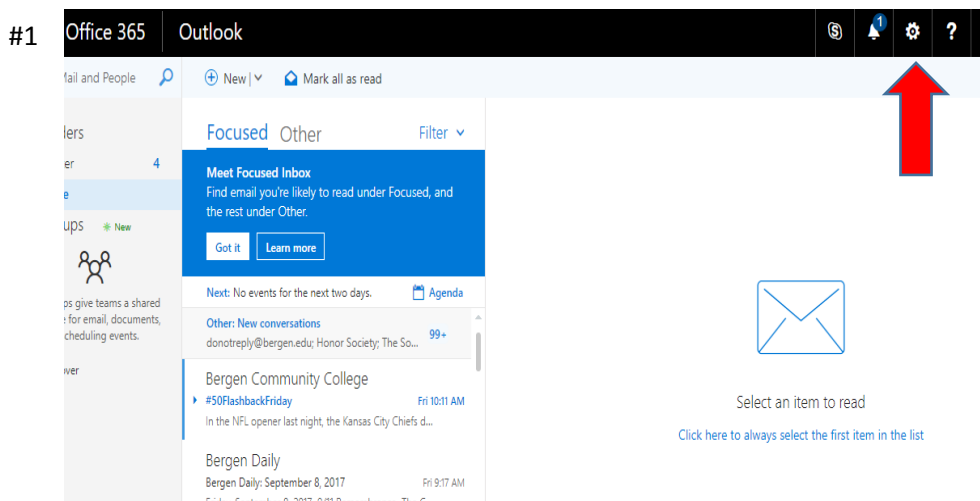 #1
Office 365 Outlook
1
?
Mail and People
New
Mark all as read
Focused Other Filter
4
Meet Focused Inbox
Find email you're likely to read under Focused, and
the rest under Other.
Got it Learn more
New
ps give teams a shared
for email, documents,
cheduling events.
Next: No events for the next two days. Agenda
Other: New conversations
donotreply@bergen.edu; Honor Society; The So... 99+
Bergen Community College
#50FlashbackFriday Fri 10:11 AM
In the NFL opener last night, the Kansas City Chiefs d...
Bergen Daily
Bergen Daily: September 8, 2017 Fri 9:17 AM
Select an item to read
Click here to always select the first item in the list